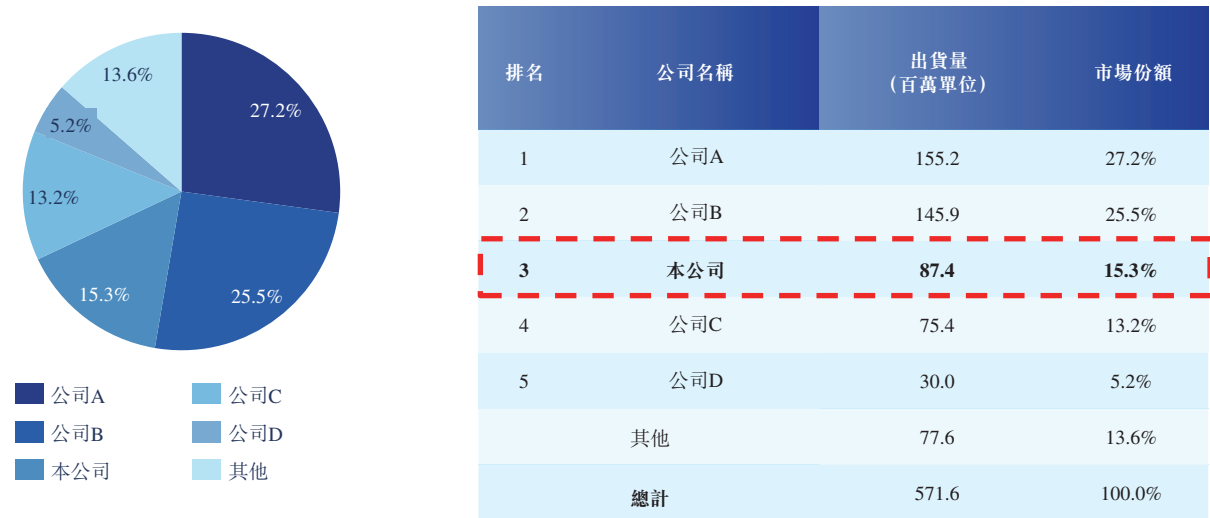 13.6%
27.2%
5.2%
13.2%
15.3%
25.5%
公司A
公司C
公司B
公司D
本公司
其他
排名 公司名稱 出貨量 (百萬單位) 市場份額
1 公司A 155.2 27.2%
2 公司B 145.9 25.5%
3 本公司 87.4 15.3%
4 公司C 75.4 13.2%
5 公司D 30.0 5.2%
其他 77.6 13.6%
總計 571.6 100.0%